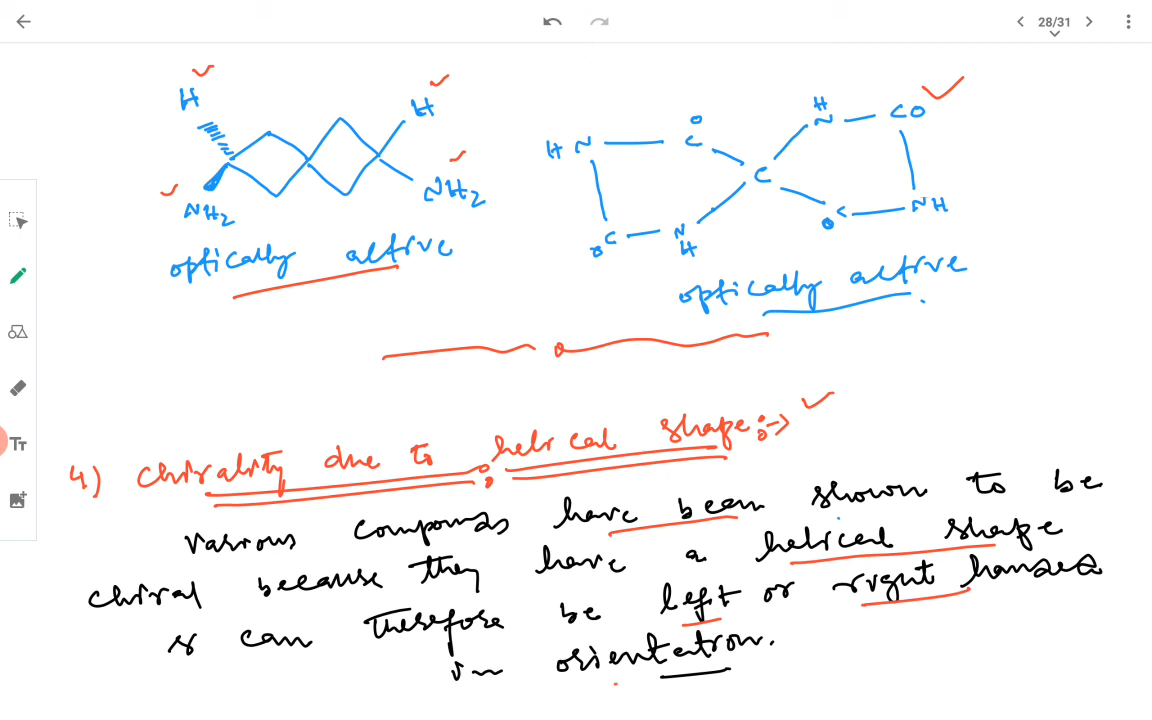 28/31
H
H
NH2
NH2
optically active
H N
O
C
H
N
CO
C
O C
N
H
O C
NH
optically active
Tт
4) Chirality due to helical shape :->
various compounds have been shown to be
chiral because they have a helical shape
& can therefore be left or right handed
in orientation.